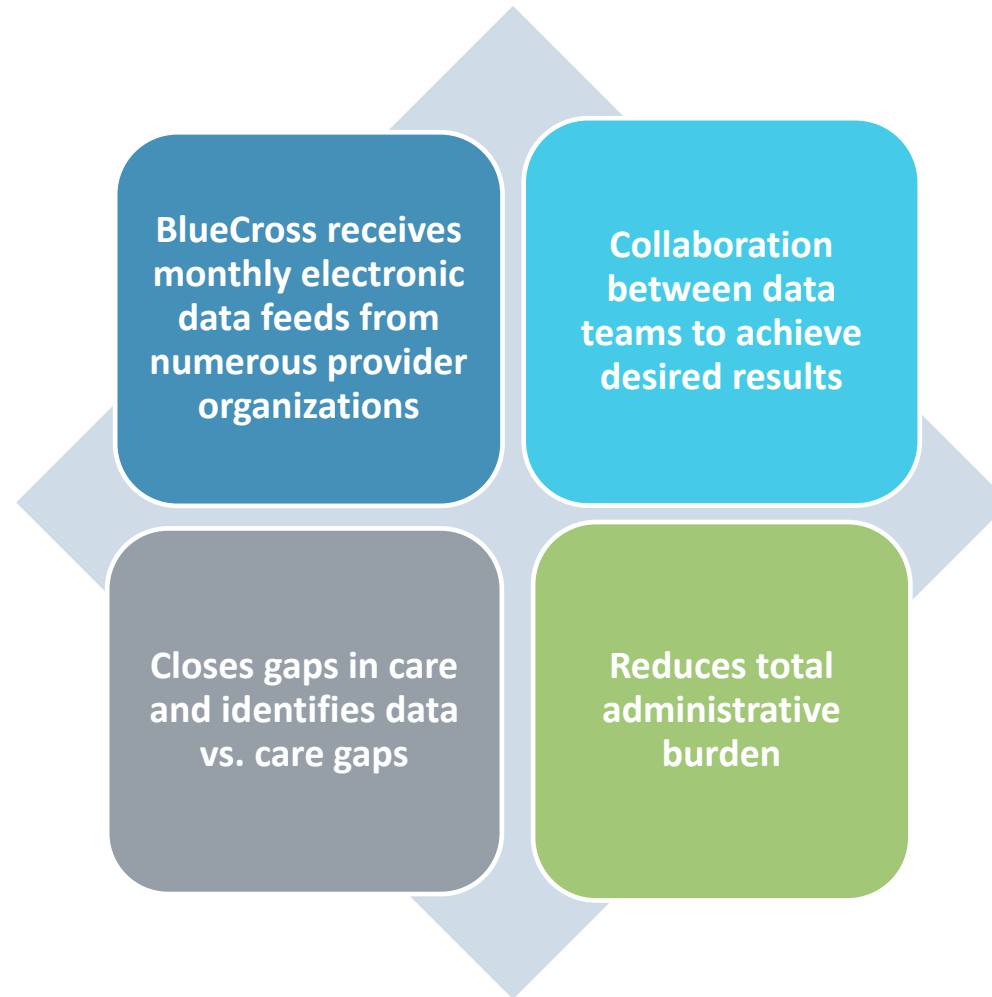 BlueCross receives
monthly electronic
data feeds from
numerous provider
organizations
Collaboration
between data
teams to achieve
desired results
Closes gaps in care
and identifies data
vs. care gaps
Reduces total
administrative
burden